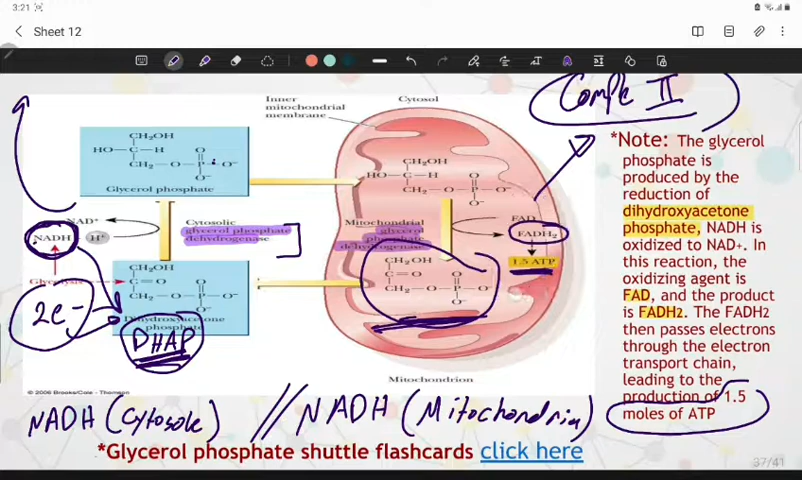 3:21
Sheet 12
Inner
mitochondrial
membrane
Cytosol
Comple II
CH₂OH
HO—C—H
CH₂—O—P—O⁻
O
O⁻
Glycerol phosphate
CH₂OH
HO—C—H
CH₂—O—P—O⁻
O
O⁻
NAD⁺
NADH
H⁺
Cytosolic
glycerol phosphate
dehydrogenase
Mitochondrial
glycerol
phosphate
dehydrogenase
FAD
FADH₂
1.5 ATP
Glycolysis
CH₂OH
C=O
CH₂—O—P—O⁻
O
O⁻
Dihydroxyacetone
phosphate
CH₂OH
C=O
CH₂—O—P—O⁻
O
O⁻
2e-
DHAP
© 2006 Brooks/Cole - Thomson
Mitochondrion
*Note: The glycerol
phosphate is
produced by the
reduction of
dihydroxyacetone
phosphate, NADH is
oxidized to NAD+. In
this reaction, the
oxidizing agent is
FAD, and the product
is FADH2. The FADH2
then passes electrons
through the electron
transport chain,
leading to the
production of 1.5
moles of ATP
NADH (Cytosole) // NADH (Mitochondria)
*Glycerol phosphate shuttle flashcards click here
37/41